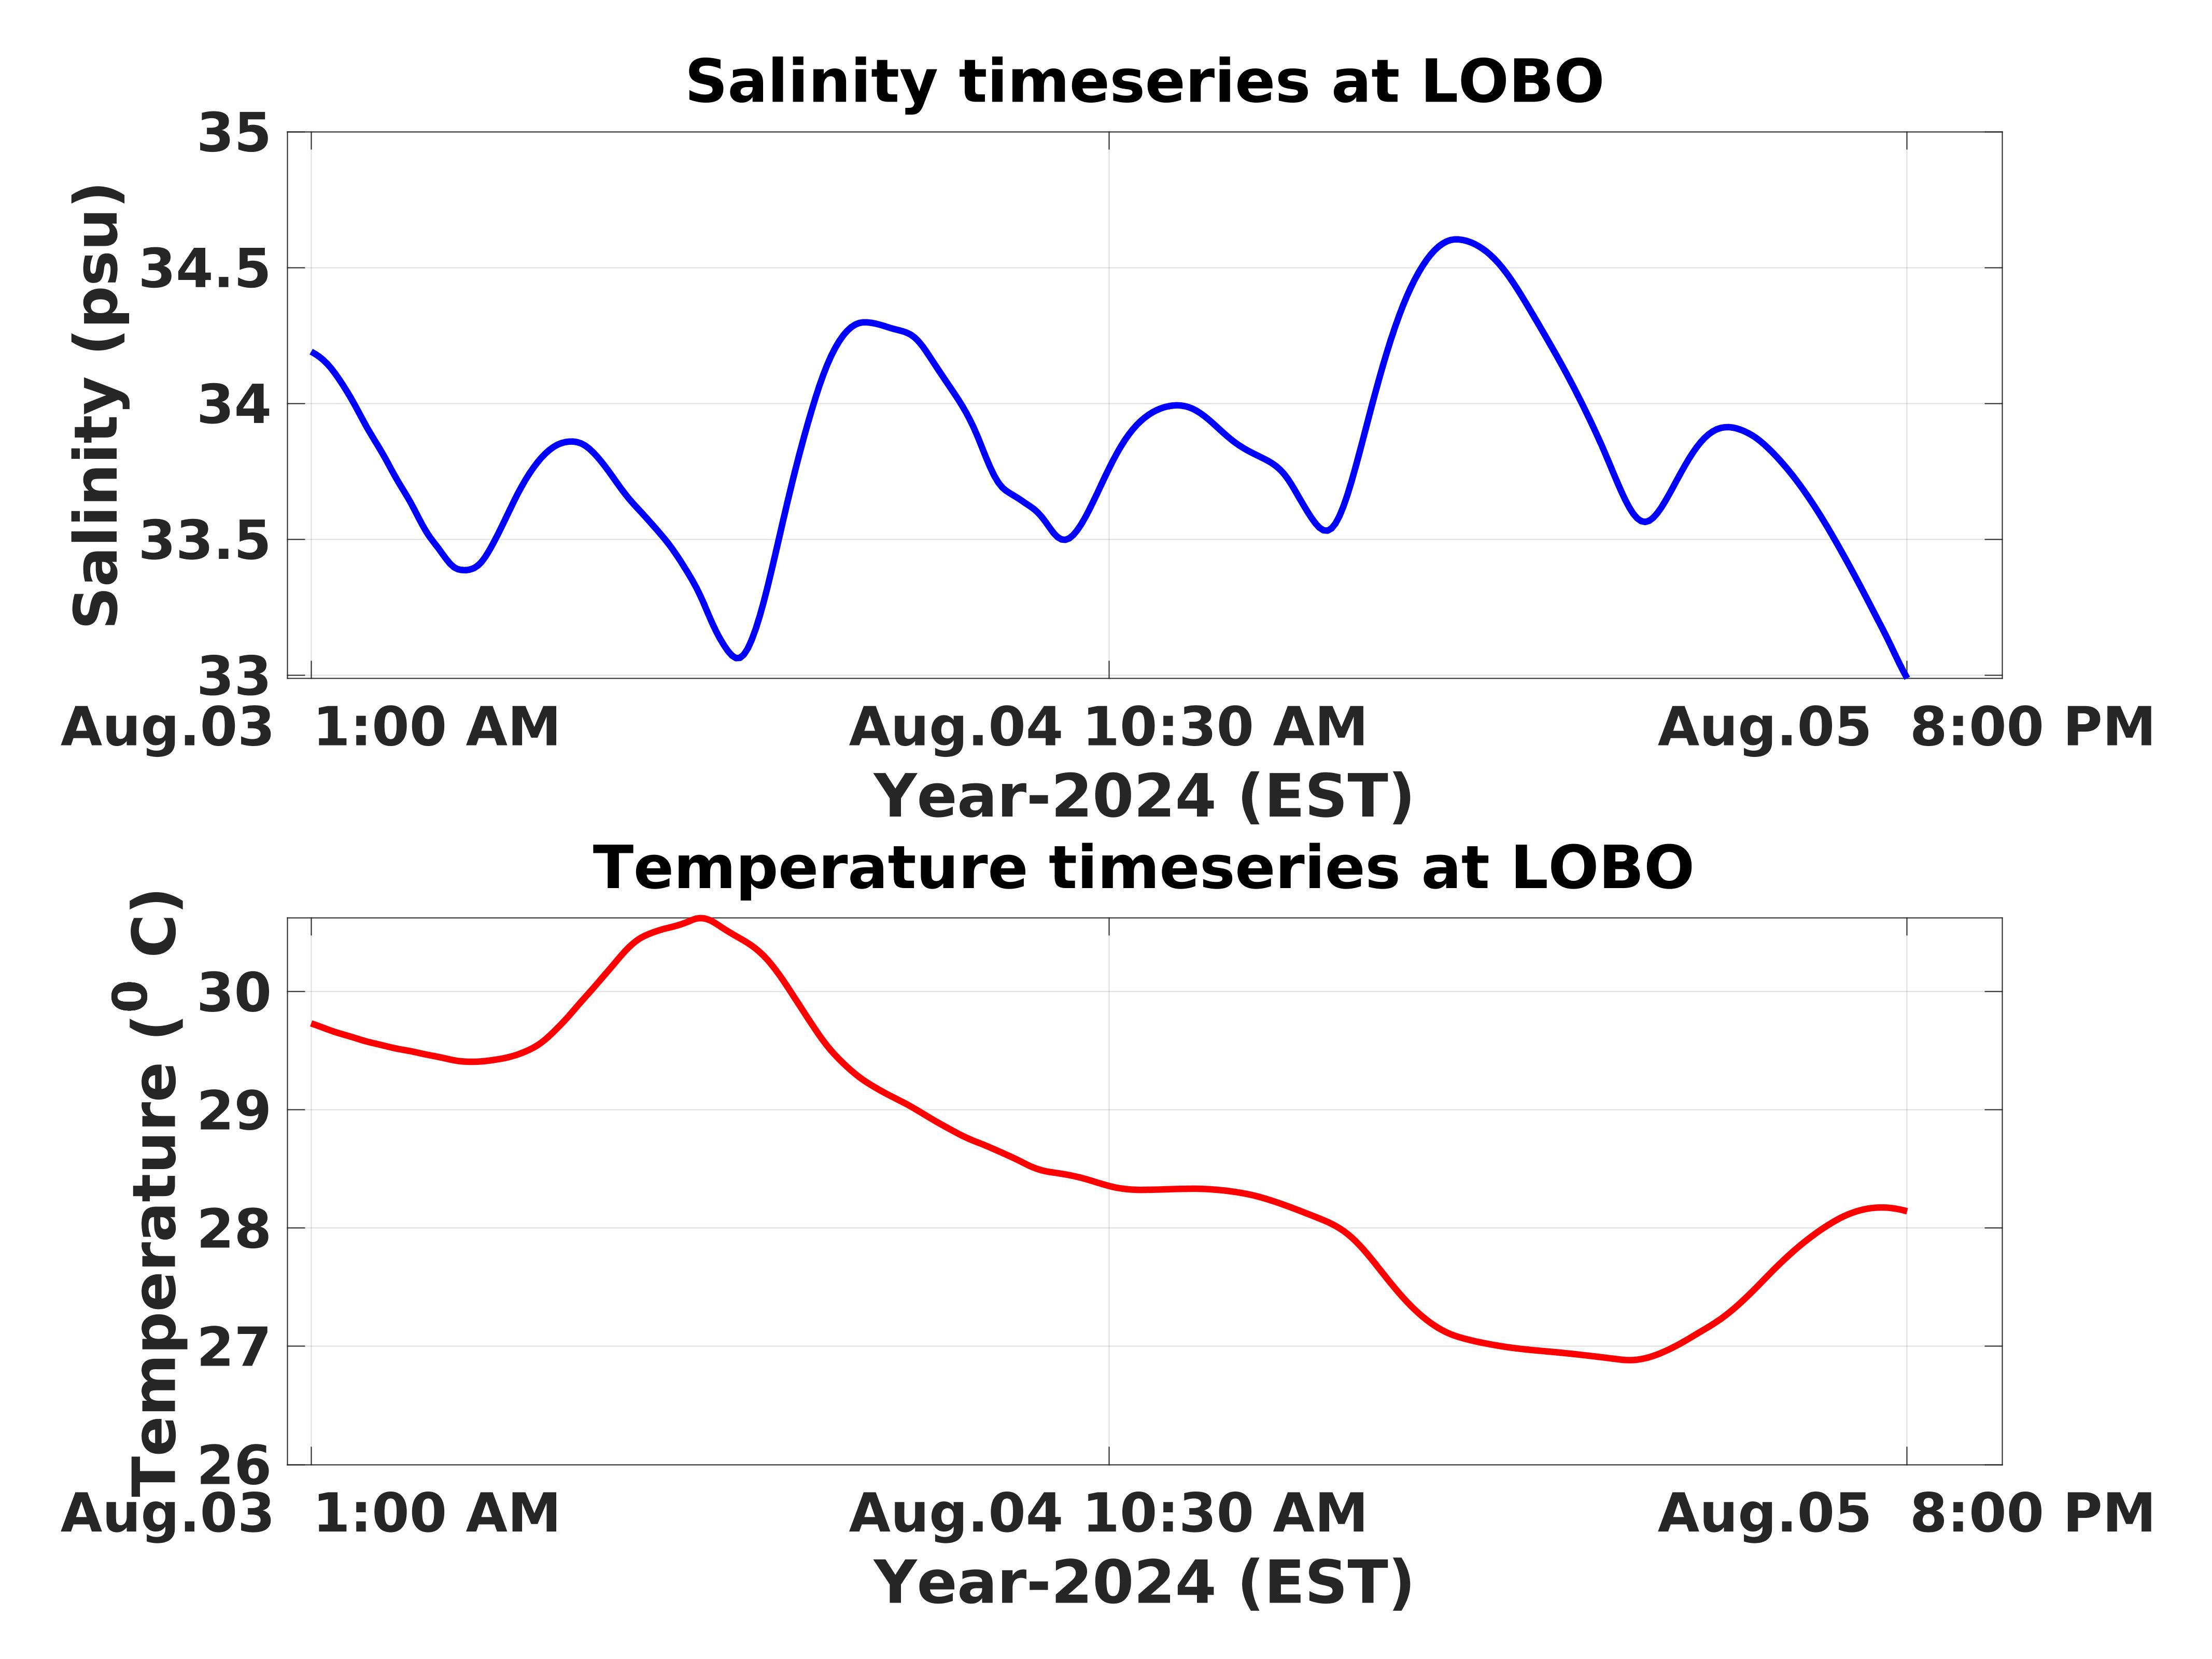 Salinity timeseries at LOBO
Salinity (psu)
35
34.5
34
33.5
33
Aug.03  1:00 AM
Aug.04 10:30 AM
Aug.05  8:00 PM
Year-2024 (EST)
Temperature timeseries at LOBO
Temperature (⁰ C)
30
29
28
27
26
Aug.03  1:00 AM
Aug.04 10:30 AM
Aug.05  8:00 PM
Year-2024 (EST)